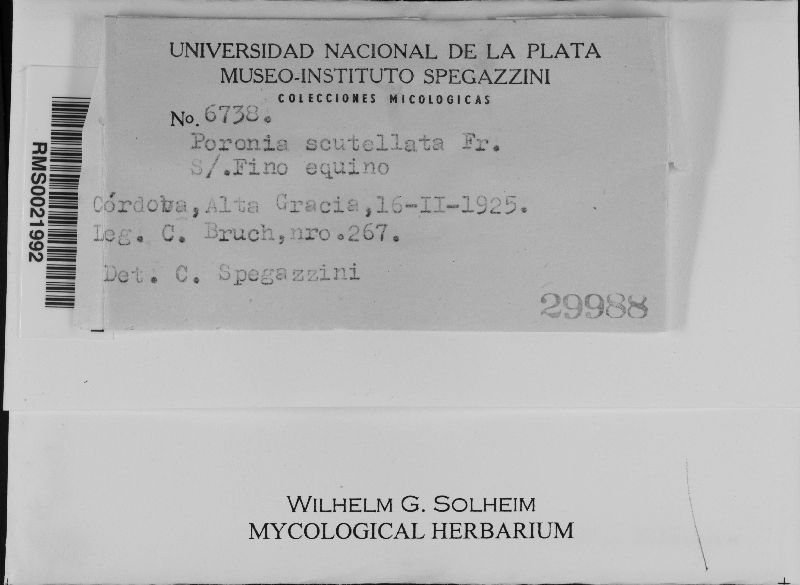 UNIVERSIDAD NACIONAL DE LA PLATA
MUSEO-INSTITUTO SPEGAZZINI
COLECCIONES MICOLOGICAS
No. 6738.
Poronia scutellata Fr.
S/.Fino equino
Córdoba, Alta Gracia, 16-II-1925.
Leg. C. Bruch, nro. 267.
Det. C. Spegazzini
29988
RMS0021992
WILHELM G. SOLHEIM
MYCOLOGICAL HERBARIUM